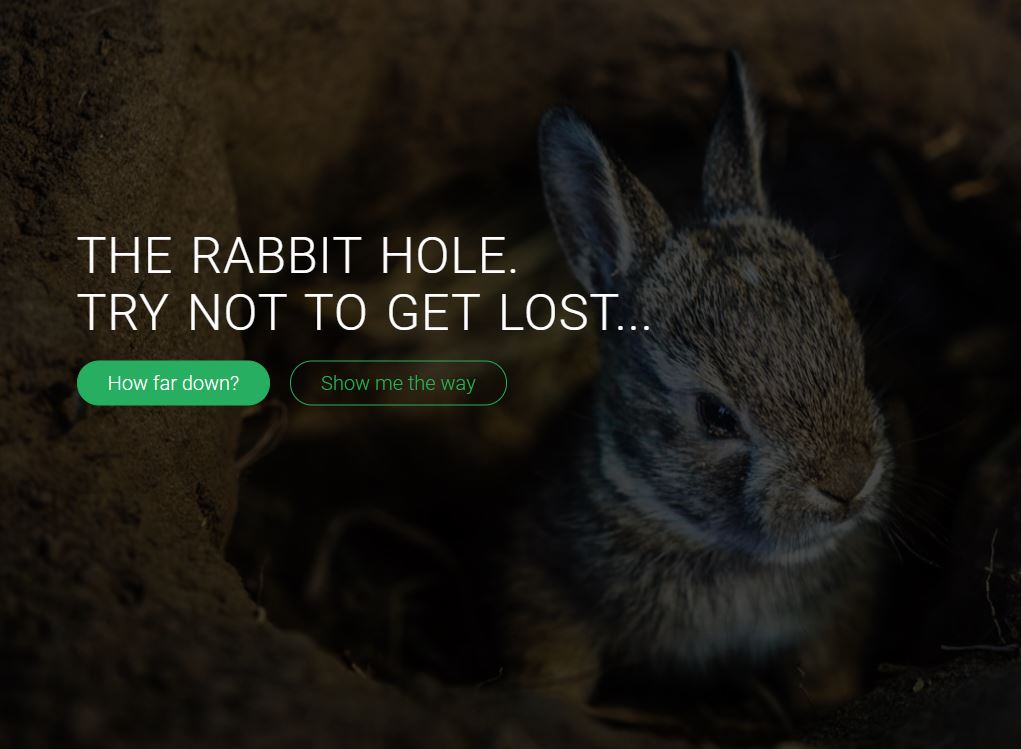 THE RABBIT HOLE.
TRY NOT TO GET LOST...
How far down?
Show me the way